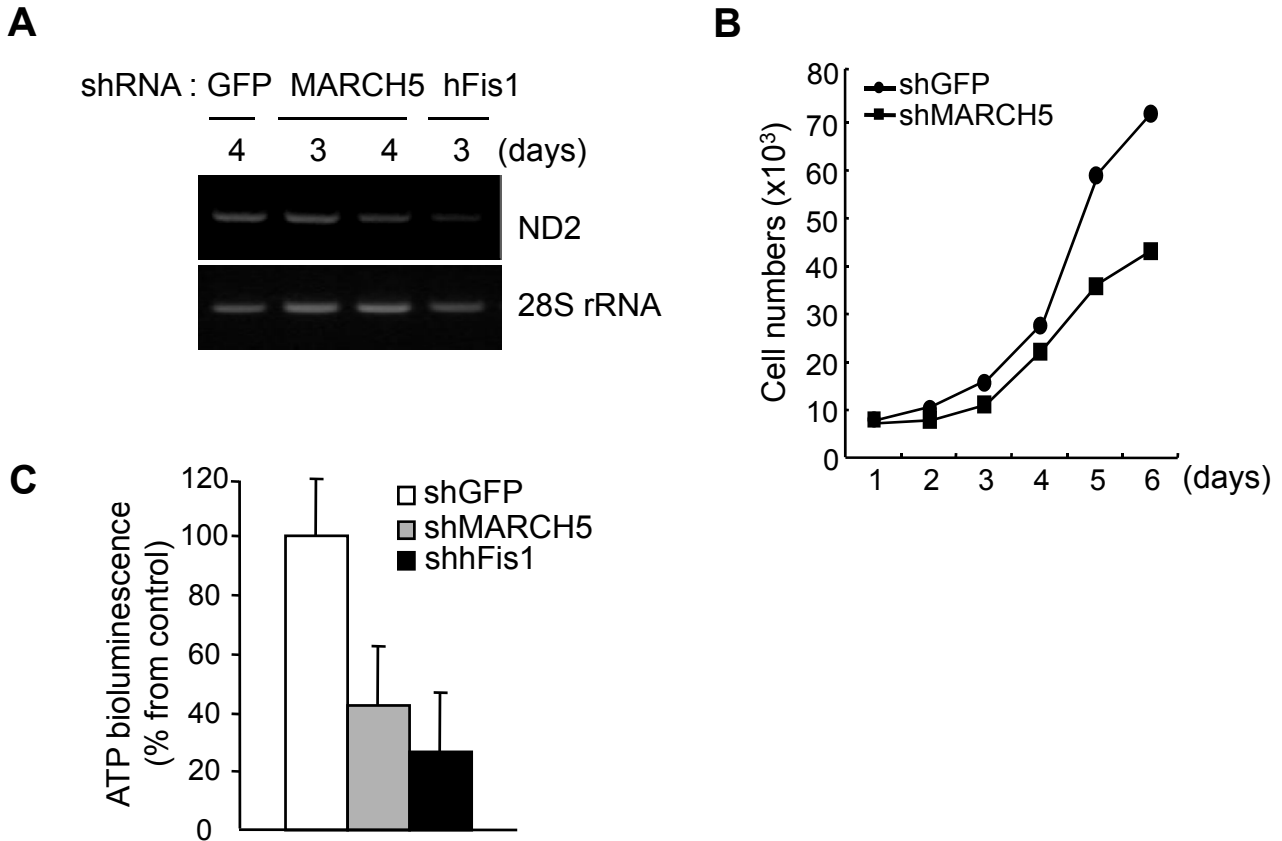 A
shRNA : GFP MARCH5 hFis1
4 3 4 3 (days)
ND2
28S rRNA
B
shGFP
shMARCH5
Cell numbers (x10³)
80
70
60
50
40
30
20
10
0
1 2 3 4 5 6 (days)
C
ATP bioluminescence
(% from control)
120
100
80
60
40
20
0
shGFP
shMARCH5
shhFis1